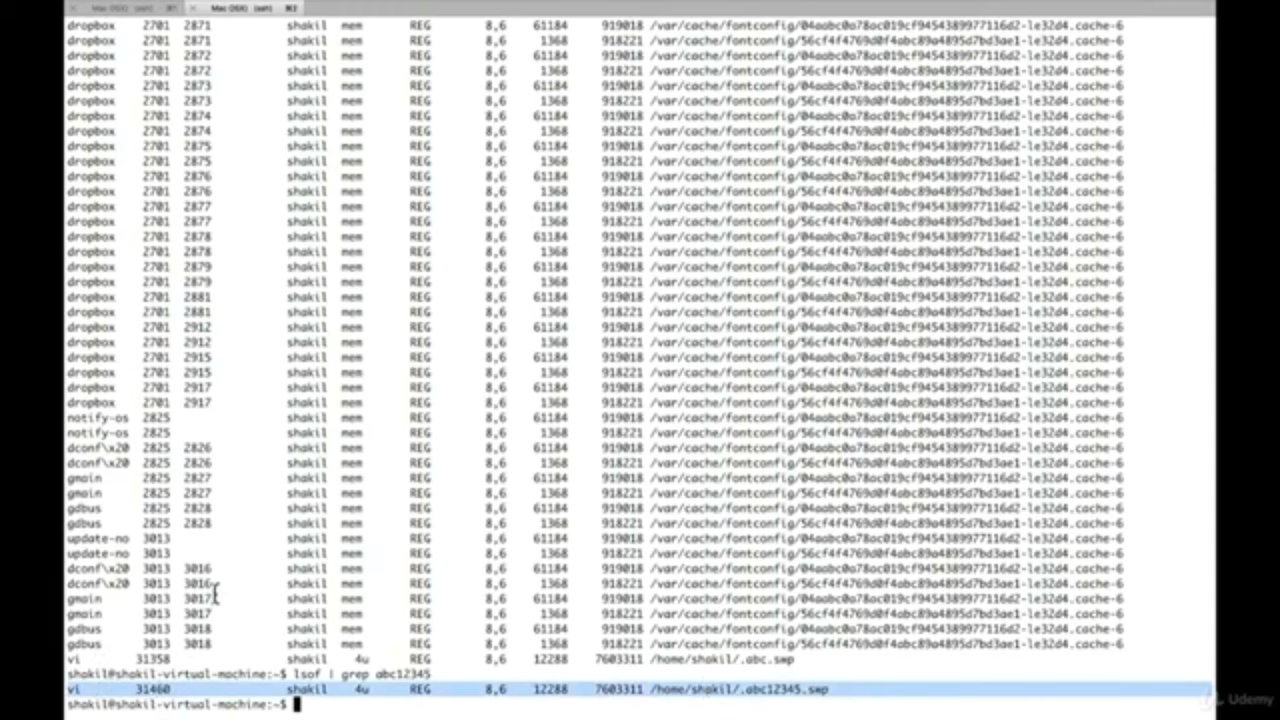 Mac OSX) (ssh) ⌘1 Mac OSX) (ssh) ⌘2
dropbox 2701 2871 shakil mem REG 8,6 61184 919018 /var/cache/fontconfig/04aabc0a78ac019cf9454389977116d2-le32d4.cache-6
dropbox 2701 2871 shakil mem REG 8,6 1368 918221 /var/cache/fontconfig/56cf4f4769d0f4abc89a4895d7bd3ae1-le32d4.cache-6
dropbox 2701 2872 shakil mem REG 8,6 61184 919018 /var/cache/fontconfig/04aabc0a78ac019cf9454389977116d2-le32d4.cache-6
dropbox 2701 2872 shakil mem REG 8,6 1368 918221 /var/cache/fontconfig/56cf4f4769d0f4abc89a4895d7bd3ae1-le32d4.cache-6
dropbox 2701 2873 shakil mem REG 8,6 61184 919018 /var/cache/fontconfig/04aabc0a78ac019cf9454389977116d2-le32d4.cache-6
dropbox 2701 2873 shakil mem REG 8,6 1368 918221 /var/cache/fontconfig/56cf4f4769d0f4abc89a4895d7bd3ae1-le32d4.cache-6
dropbox 2701 2874 shakil mem REG 8,6 61184 919018 /var/cache/fontconfig/04aabc0a78ac019cf9454389977116d2-le32d4.cache-6
dropbox 2701 2874 shakil mem REG 8,6 1368 918221 /var/cache/fontconfig/56cf4f4769d0f4abc89a4895d7bd3ae1-le32d4.cache-6
dropbox 2701 2875 shakil mem REG 8,6 61184 919018 /var/cache/fontconfig/04aabc0a78ac019cf9454389977116d2-le32d4.cache-6
dropbox 2701 2875 shakil mem REG 8,6 1368 918221 /var/cache/fontconfig/56cf4f4769d0f4abc89a4895d7bd3ae1-le32d4.cache-6
dropbox 2701 2876 shakil mem REG 8,6 61184 919018 /var/cache/fontconfig/04aabc0a78ac019cf9454389977116d2-le32d4.cache-6
dropbox 2701 2876 shakil mem REG 8,6 1368 918221 /var/cache/fontconfig/56cf4f4769d0f4abc89a4895d7bd3ae1-le32d4.cache-6
dropbox 2701 2877 shakil mem REG 8,6 61184 919018 /var/cache/fontconfig/04aabc0a78ac019cf9454389977116d2-le32d4.cache-6
dropbox 2701 2877 shakil mem REG 8,6 1368 918221 /var/cache/fontconfig/56cf4f4769d0f4abc89a4895d7bd3ae1-le32d4.cache-6
dropbox 2701 2878 shakil mem REG 8,6 61184 919018 /var/cache/fontconfig/04aabc0a78ac019cf9454389977116d2-le32d4.cache-6
dropbox 2701 2878 shakil mem REG 8,6 1368 918221 /var/cache/fontconfig/56cf4f4769d0f4abc89a4895d7bd3ae1-le32d4.cache-6
dropbox 2701 2879 shakil mem REG 8,6 61184 919018 /var/cache/fontconfig/04aabc0a78ac019cf9454389977116d2-le32d4.cache-6
dropbox 2701 2879 shakil mem REG 8,6 1368 918221 /var/cache/fontconfig/56cf4f4769d0f4abc89a4895d7bd3ae1-le32d4.cache-6
dropbox 2701 2881 shakil mem REG 8,6 61184 919018 /var/cache/fontconfig/04aabc0a78ac019cf9454389977116d2-le32d4.cache-6
dropbox 2701 2881 shakil mem REG 8,6 1368 918221 /var/cache/fontconfig/56cf4f4769d0f4abc89a4895d7bd3ae1-le32d4.cache-6
dropbox 2701 2912 shakil mem REG 8,6 61184 919018 /var/cache/fontconfig/04aabc0a78ac019cf9454389977116d2-le32d4.cache-6
dropbox 2701 2912 shakil mem REG 8,6 1368 918221 /var/cache/fontconfig/56cf4f4769d0f4abc89a4895d7bd3ae1-le32d4.cache-6
dropbox 2701 2915 shakil mem REG 8,6 61184 919018 /var/cache/fontconfig/04aabc0a78ac019cf9454389977116d2-le32d4.cache-6
dropbox 2701 2915 shakil mem REG 8,6 1368 918221 /var/cache/fontconfig/56cf4f4769d0f4abc89a4895d7bd3ae1-le32d4.cache-6
dropbox 2701 2917 shakil mem REG 8,6 61184 919018 /var/cache/fontconfig/04aabc0a78ac019cf9454389977116d2-le32d4.cache-6
dropbox 2701 2917 shakil mem REG 8,6 1368 918221 /var/cache/fontconfig/56cf4f4769d0f4abc89a4895d7bd3ae1-le32d4.cache-6
notify-os 2825 shakil mem REG 8,6 61184 919018 /var/cache/fontconfig/04aabc0a78ac019cf9454389977116d2-le32d4.cache-6
notify-os 2825 shakil mem REG 8,6 1368 918221 /var/cache/fontconfig/56cf4f4769d0f4abc89a4895d7bd3ae1-le32d4.cache-6
dconf\x20 2825 2826 shakil mem REG 8,6 61184 919018 /var/cache/fontconfig/04aabc0a78ac019cf9454389977116d2-le32d4.cache-6
dconf\x20 2825 2826 shakil mem REG 8,6 1368 918221 /var/cache/fontconfig/56cf4f4769d0f4abc89a4895d7bd3ae1-le32d4.cache-6
gmain 2825 2827 shakil mem REG 8,6 61184 919018 /var/cache/fontconfig/04aabc0a78ac019cf9454389977116d2-le32d4.cache-6
gmain 2825 2827 shakil mem REG 8,6 1368 918221 /var/cache/fontconfig/56cf4f4769d0f4abc89a4895d7bd3ae1-le32d4.cache-6
gdbus 2825 2828 shakil mem REG 8,6 61184 919018 /var/cache/fontconfig/04aabc0a78ac019cf9454389977116d2-le32d4.cache-6
gdbus 2825 2828 shakil mem REG 8,6 1368 918221 /var/cache/fontconfig/56cf4f4769d0f4abc89a4895d7bd3ae1-le32d4.cache-6
update-no 3013 shakil mem REG 8,6 61184 919018 /var/cache/fontconfig/04aabc0a78ac019cf9454389977116d2-le32d4.cache-6
update-no 3013 shakil mem REG 8,6 1368 918221 /var/cache/fontconfig/56cf4f4769d0f4abc89a4895d7bd3ae1-le32d4.cache-6
dconf\x20 3013 3016 shakil mem REG 8,6 61184 919018 /var/cache/fontconfig/04aabc0a78ac019cf9454389977116d2-le32d4.cache-6
dconf\x20 3013 3016 shakil mem REG 8,6 1368 918221 /var/cache/fontconfig/56cf4f4769d0f4abc89a4895d7bd3ae1-le32d4.cache-6
gmain 3013 3017 shakil mem REG 8,6 61184 919018 /var/cache/fontconfig/04aabc0a78ac019cf9454389977116d2-le32d4.cache-6
gmain 3013 3017 shakil mem REG 8,6 1368 918221 /var/cache/fontconfig/56cf4f4769d0f4abc89a4895d7bd3ae1-le32d4.cache-6
gdbus 3013 3018 shakil mem REG 8,6 61184 919018 /var/cache/fontconfig/04aabc0a78ac019cf9454389977116d2-le32d4.cache-6
gdbus 3013 3018 shakil mem REG 8,6 1368 918221 /var/cache/fontconfig/56cf4f4769d0f4abc89a4895d7bd3ae1-le32d4.cache-6
vi 31358 shakil 4u REG 8,6 12288 7603311 /home/shakil/.abc.swp
shakil@shakil-virtual-machine:~$ lsof | grep abc12345
vi 31460 shakil 4u REG 8,6 12288 7603311 /home/shakil/.abc12345.swp
shakil@shakil-virtual-machine:~$
Udemy